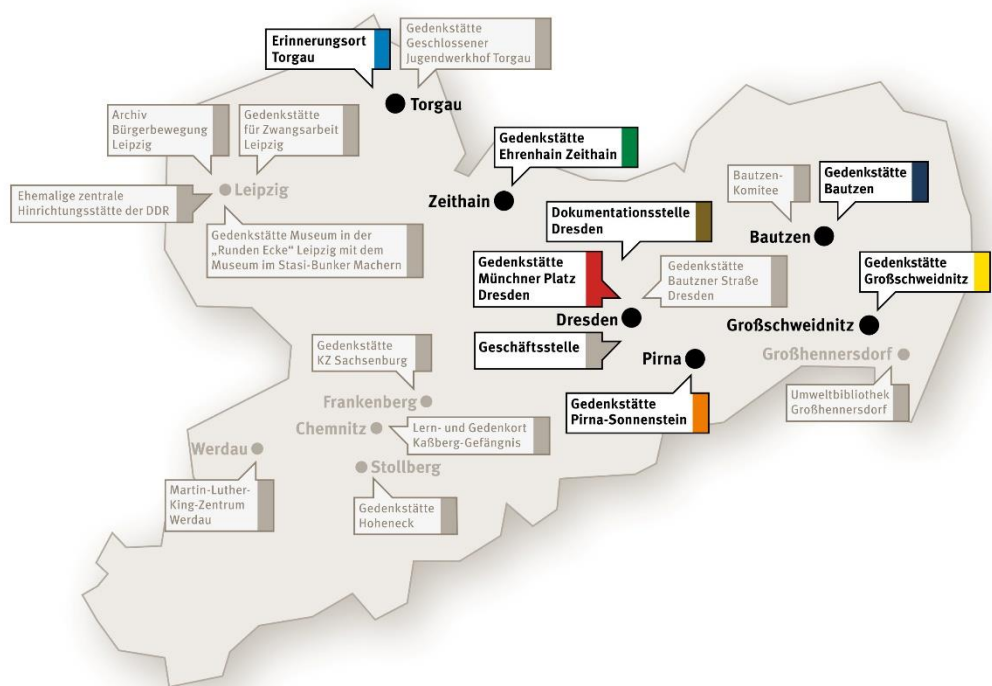 Erinnerungsort
Torgau
Gedenkstätte
Geschlossener
Jugendwerkhof Torgau
Torgau
Archiv
Bürgerbewegung
Leipzig
Gedenkstätte
für Zwangsarbeit
Leipzig
Gedenkstätte
Ehrenhain Zeithain
Zeithain
Ehemalige zentrale
Hinrichtungsstätte der DDR
Leipzig
Gedenkstätte Museum in der
„Runden Ecke“ Leipzig mit dem
Museum im Stasi-Bunker Machern
Bautzen-
Komitee
Gedenkstätte
Bautzen
Bautzen
Dokumentationsstelle
Dresden
Gedenkstätte
Münchner Platz
Dresden
Gedenkstätte
Bautzner Straße
Dresden
Gedenkstätte
Großschweidnitz
Dresden
Großschweidnitz
Geschäftsstelle
Pirna
Großhennersdorf
Gedenkstätte
KZ Sachsenburg
Frankenberg
Gedenkstätte
Pirna-Sonnenstein
Umweltbibliothek
Großhennersdorf
Chemnitz
Lern- und Gedenkort
Kaßberg-Gefängnis
Werdau
Stollberg
Martin-Luther-
King-Zentrum
Werdau
Gedenkstätte
Hoheneck